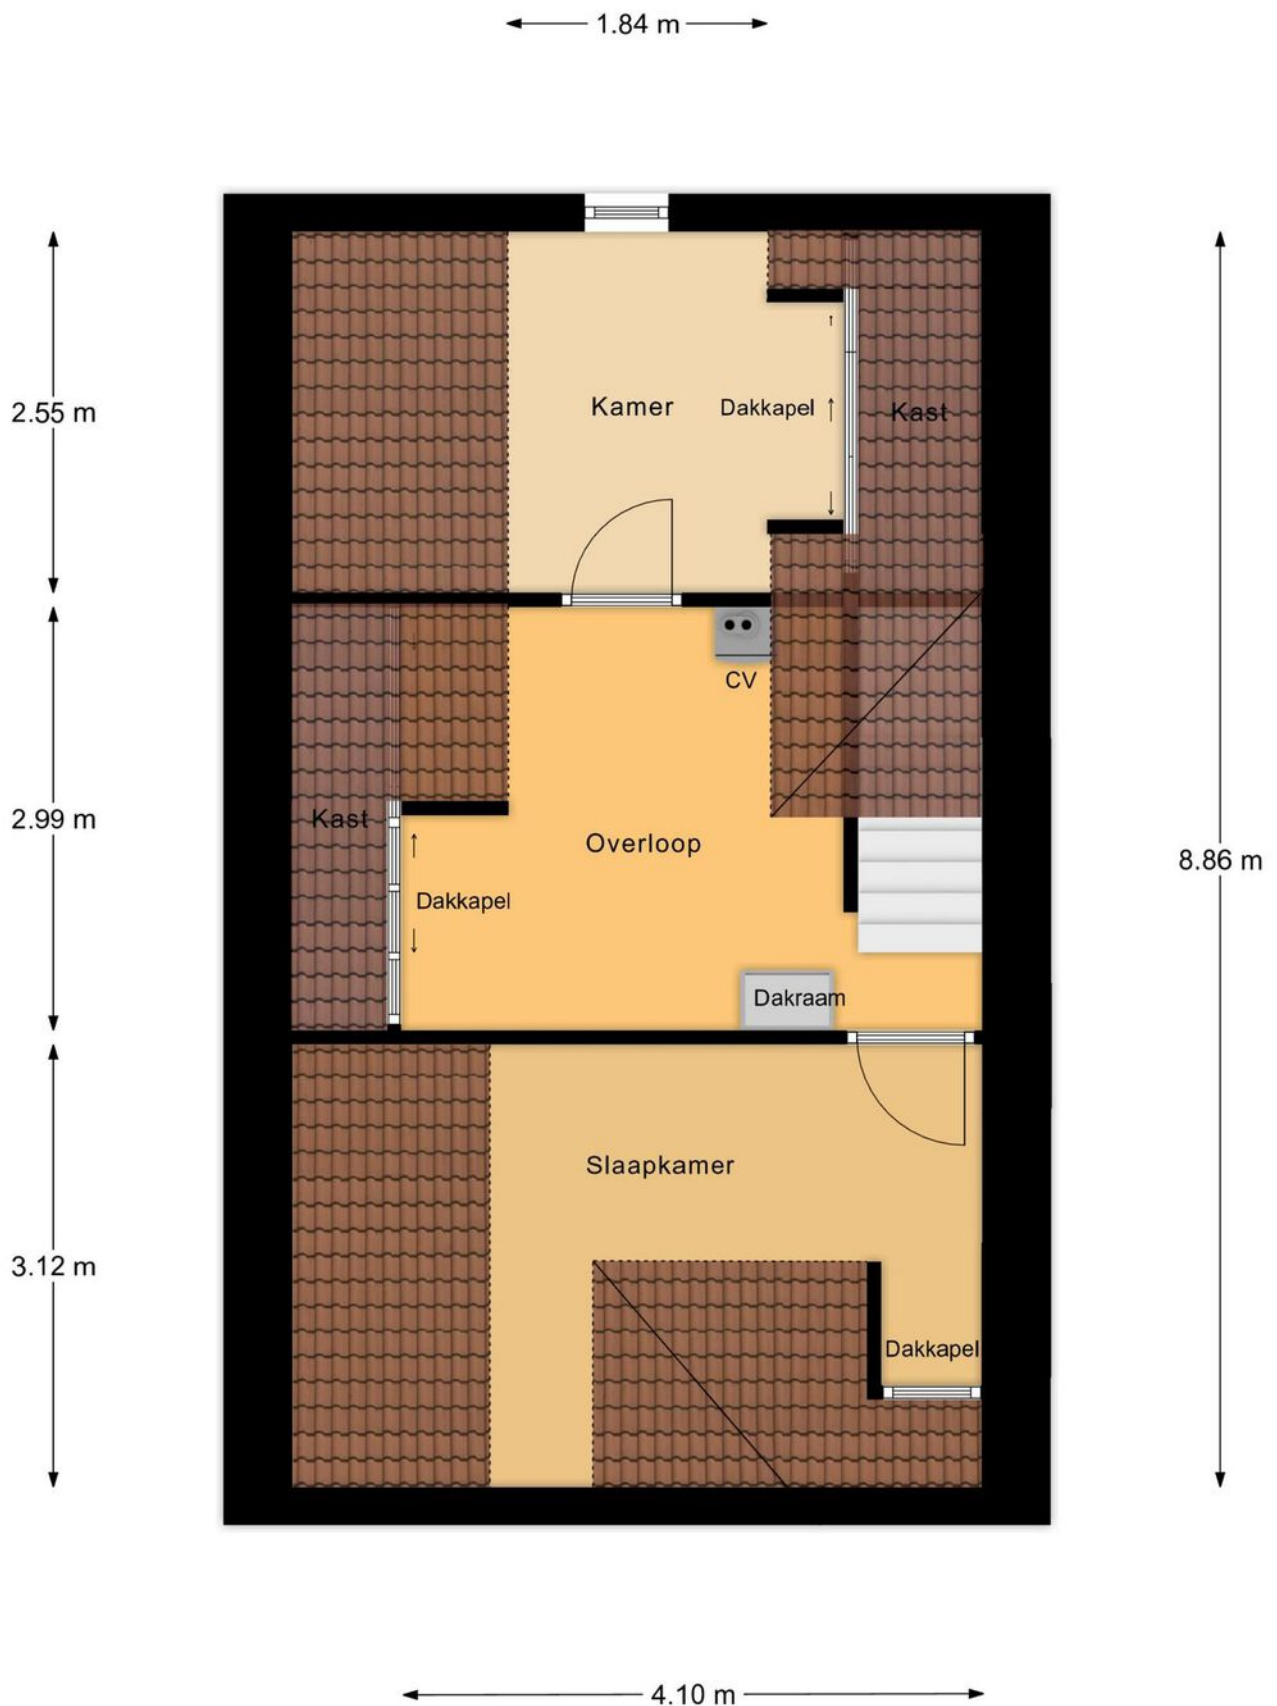 1.84 m
2.55 m
Kamer
Dakkapel
Kast
CV
2.99 m
Kast
Overloop
8.86 m
Dakkapel
Dakraam
Slaapkamer
3.12 m
Dakkapel
4.10 m